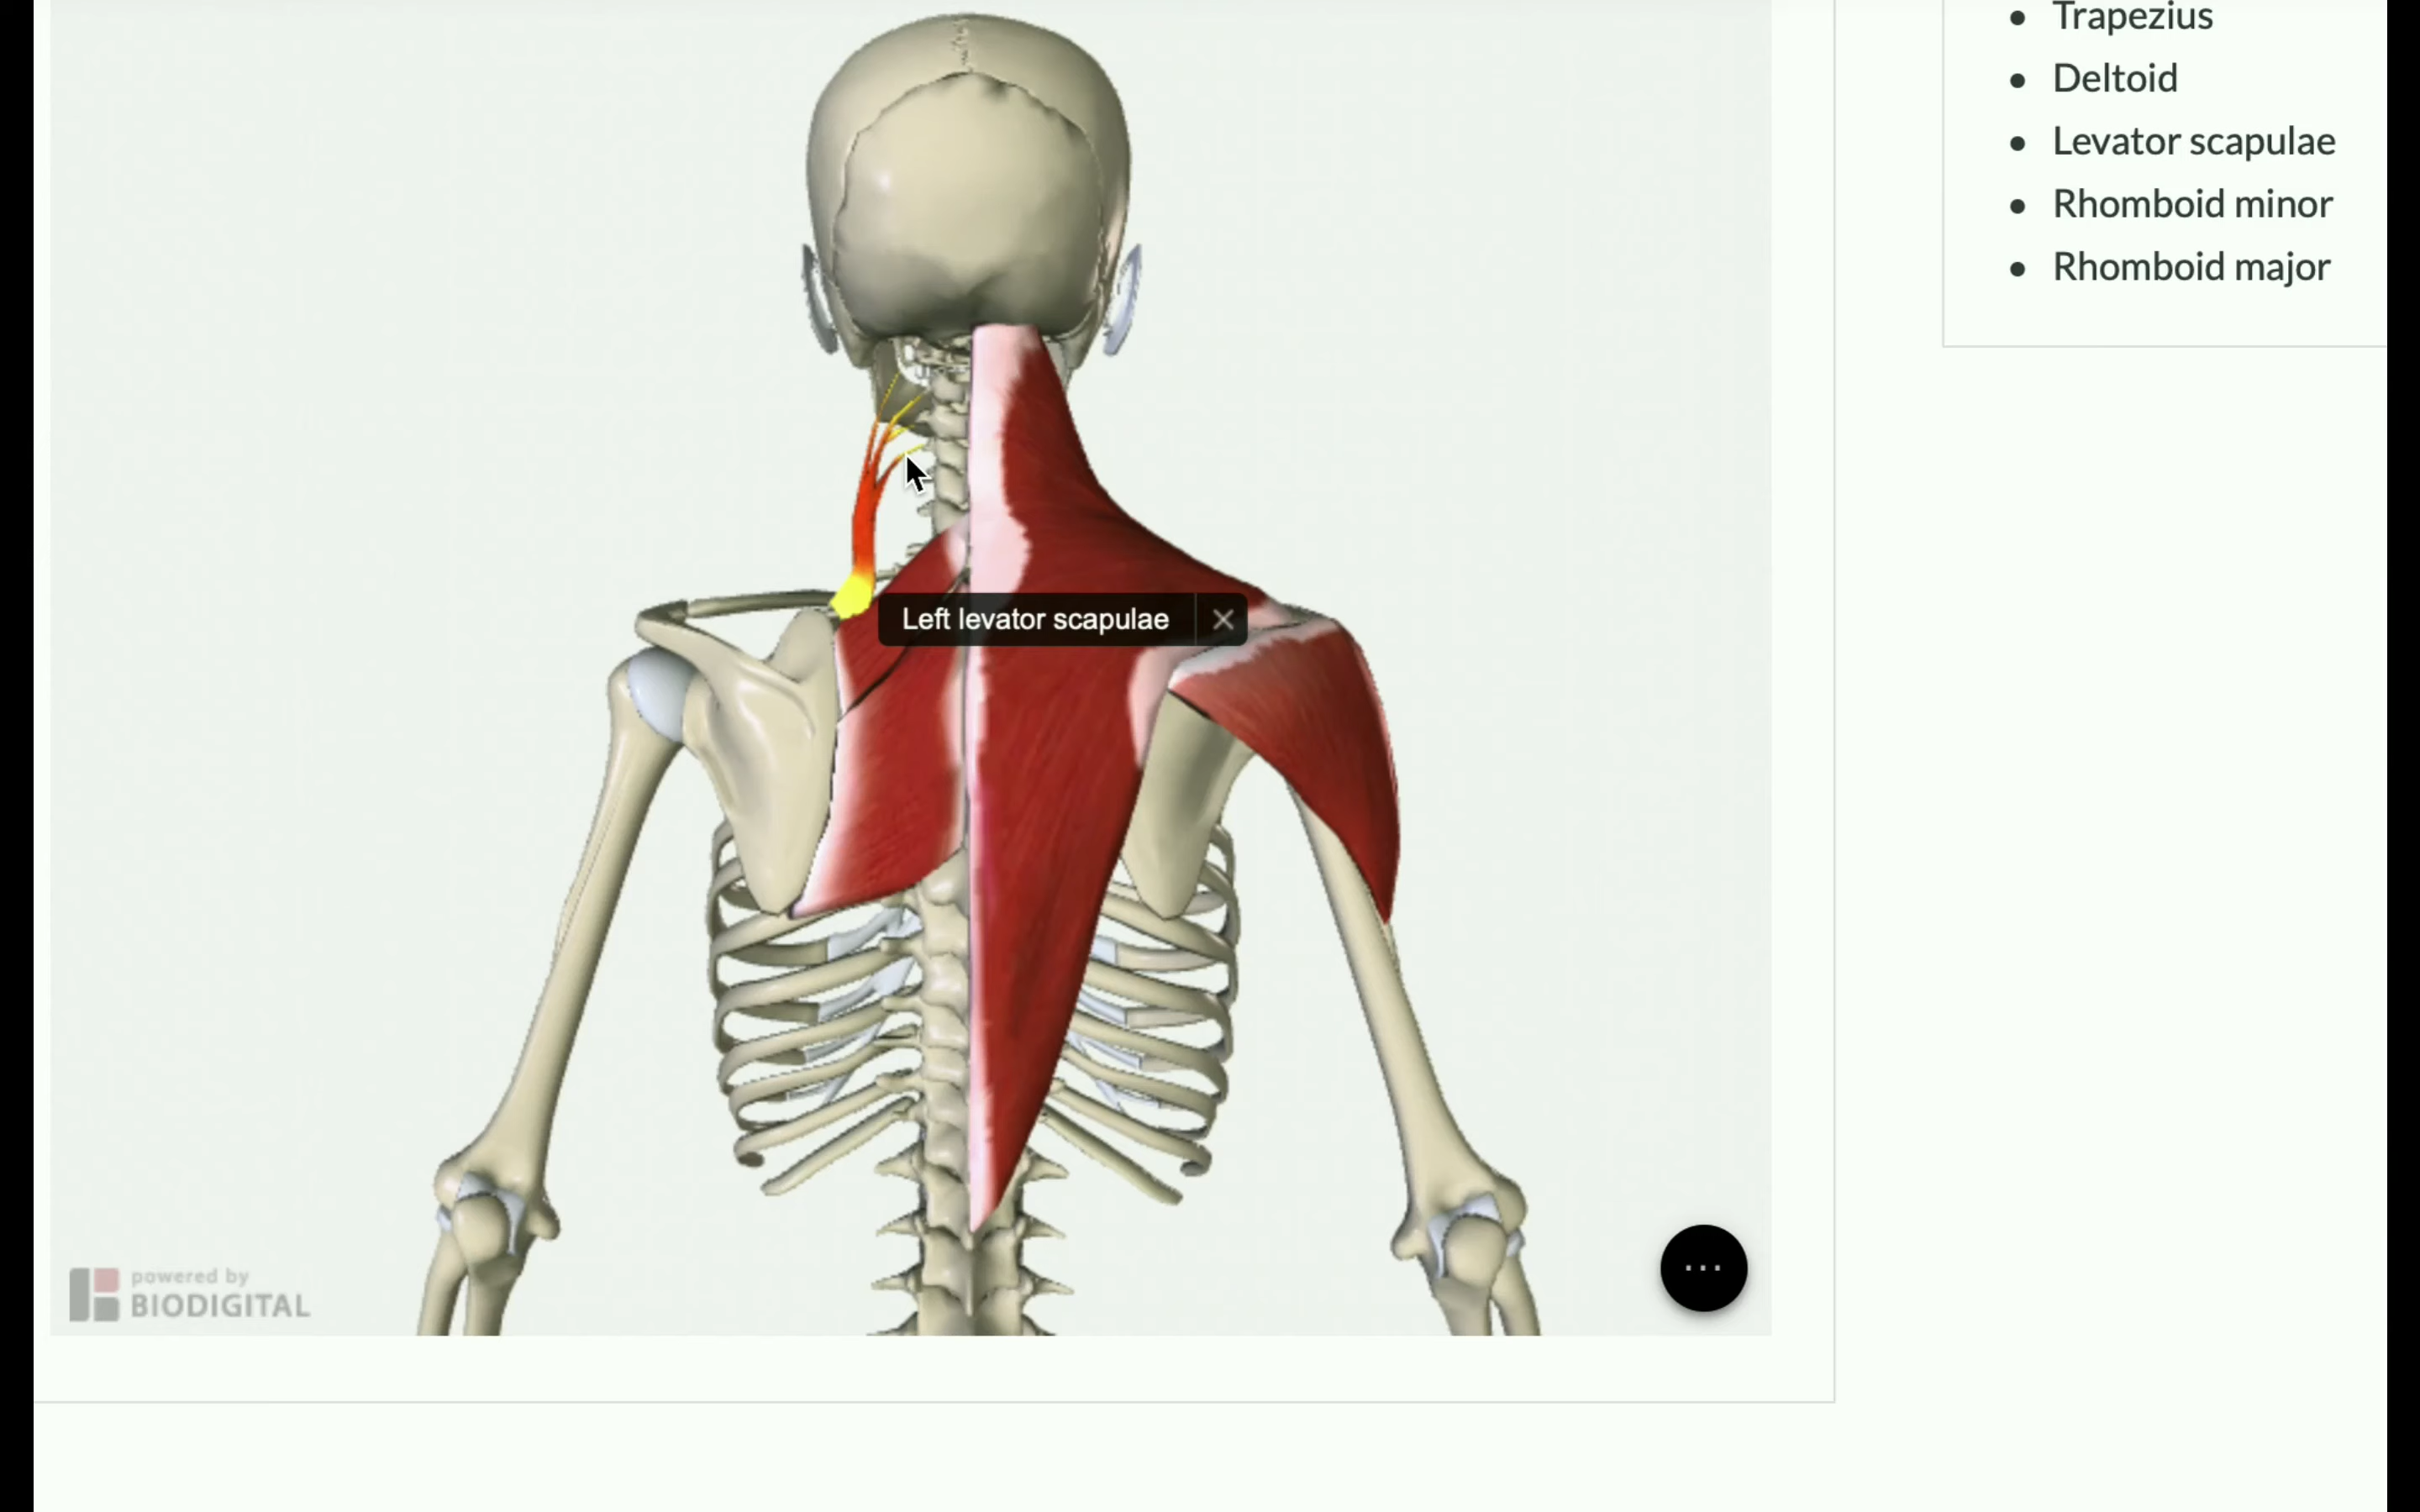 Trapezius
Deltoid
Levator scapulae
Rhomboid minor
Rhomboid major
Left levator scapulae
powered by
BIODIGITAL